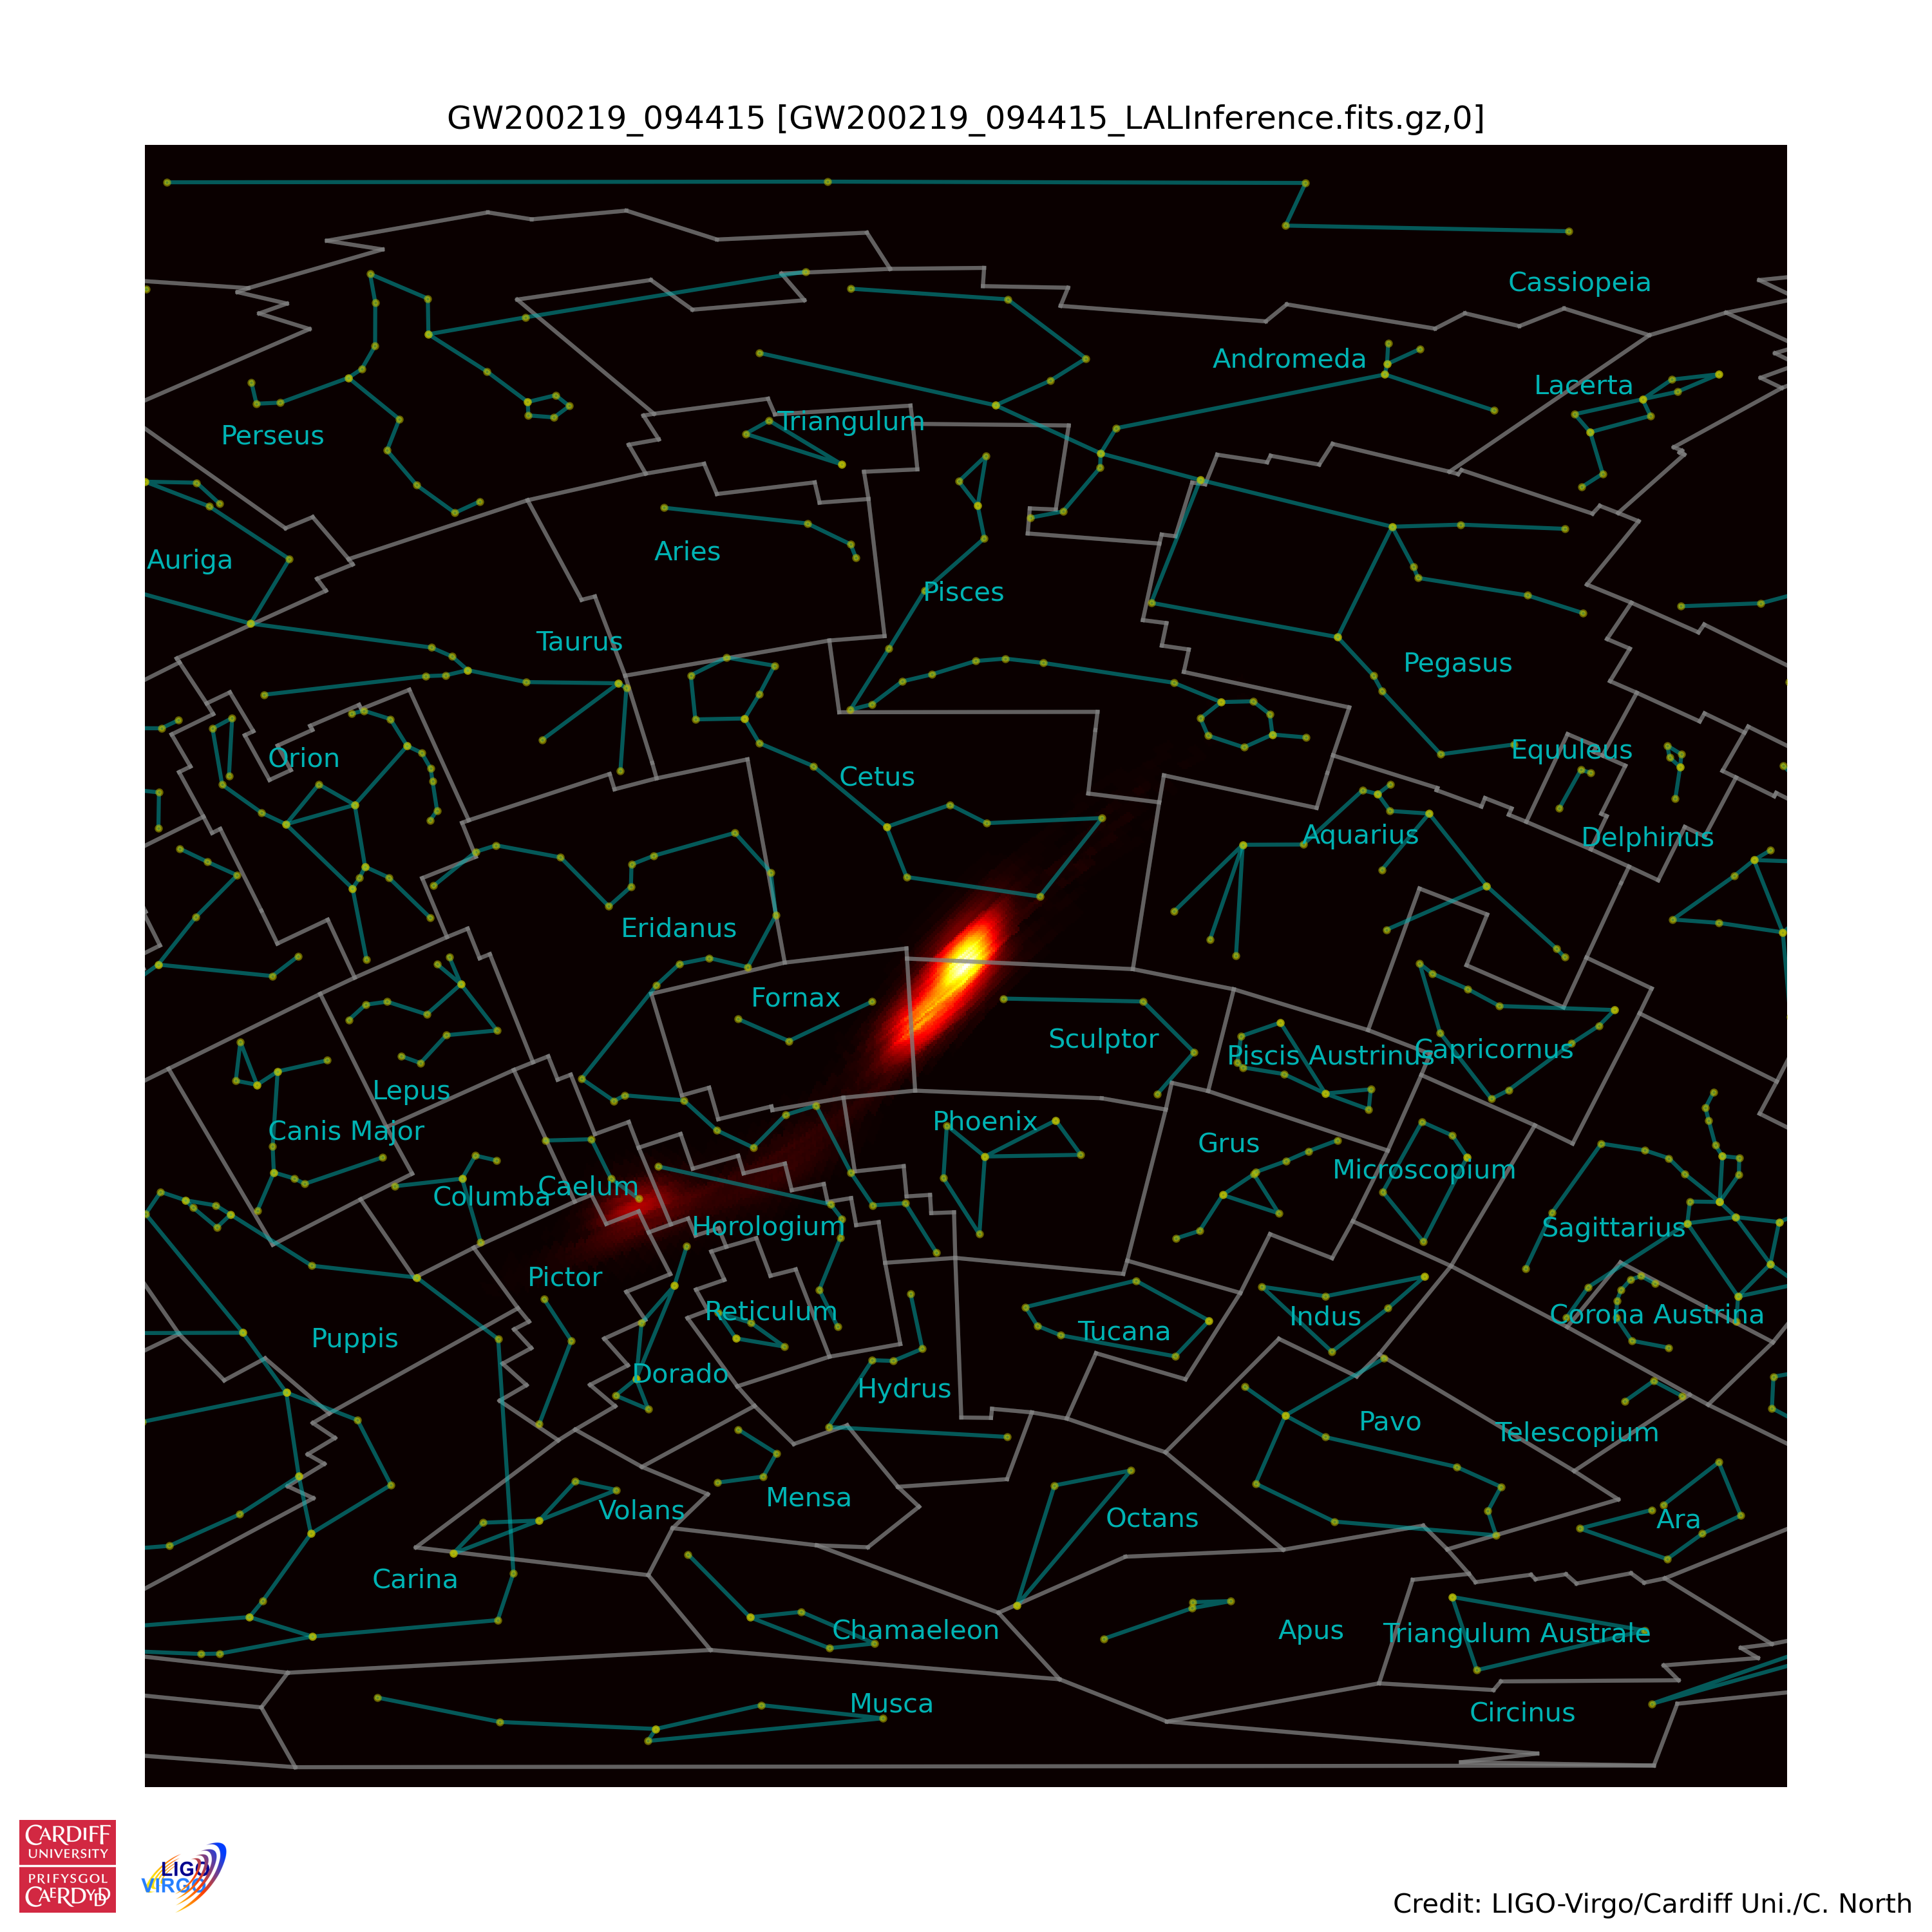 GW200219_094415 [GW200219_094415_LALInference.fits.gz,0]
Cassiopeia
Andromeda
Lacerta
Triangulum
Perseus
Auriga
Aries
Pisces
Taurus
Pegasus
Orion
Equuleus
Cetus
Aquarius
Delphinus
Eridanus
Fornax
Sculptor
Piscis Austrinus
Capricornus
Lepus
Phoenix
Canis Major
Grus
Microscopium
Caelum
Columba
Horologium
Sagittarius
Pictor
Reticulum
Corona Austrina
Indus
Tucana
Puppis
Dorado
Hydrus
Pavo
Telescopium
Mensa
Volans
Octans
Ara
Carina
Chamaeleon
Apus
Triangulum Australe
Musca
Circinus
CARDIFF
UNIVERSITY
PRIFYSGOL
CAERDYDD
LIGO
VIRGO
Credit: LIGO-Virgo/Cardiff Uni./C. North